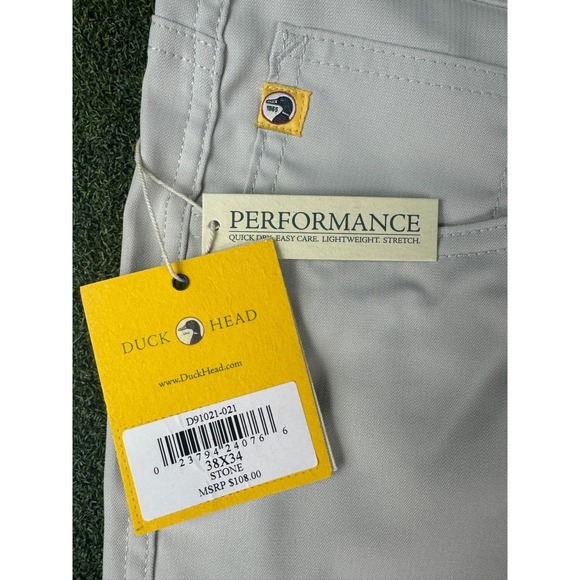 1865
PERFORMANCE
QUICK DRY. EASY CARE. LIGHTWEIGHT. STRETCH.
DUCK HEAD
www.DuckHead.com
D91021-021
0 23794 24076 6
38X34
STONE
MSRP $108.00